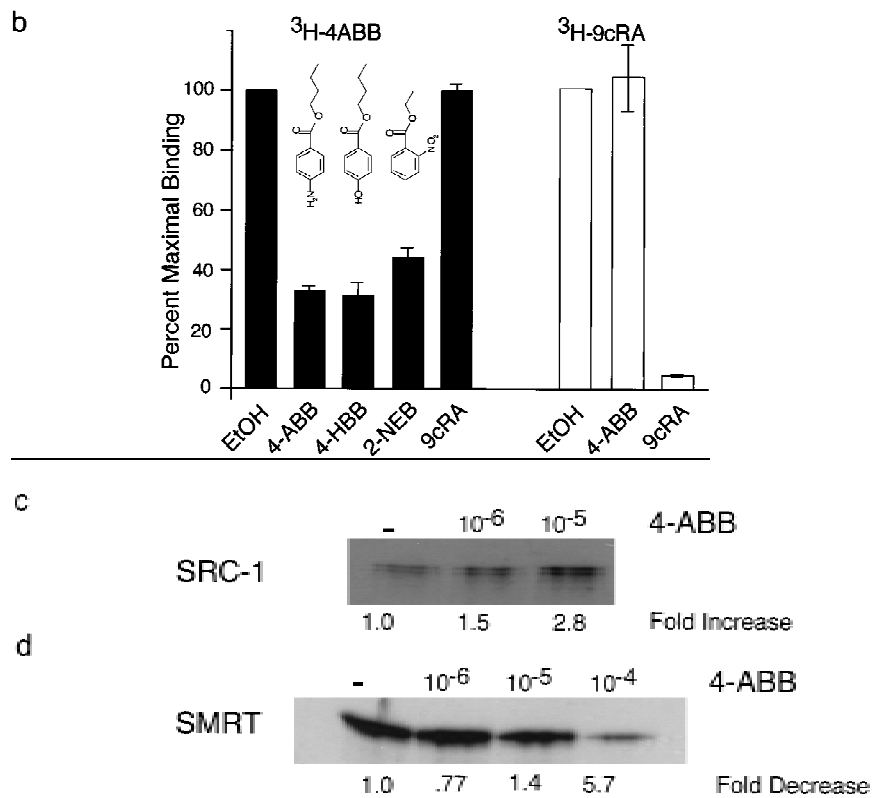 b
³H-4ABB
³H-9cRA
Percent Maximal Binding
100
80
60
40
20
0
O
O
H₂N
O
O
OH
O
O
NO₂
EtOH
4-ABB
4-HBB
2-NEB
9cRA
EtOH
4-ABB
9cRA
c
- 10⁻⁶ 10⁻⁵ 4-ABB
SRC-1
1.0 1.5 2.8 Fold Increase
d
- 10⁻⁶ 10⁻⁵ 10⁻⁴ 4-ABB
SMRT
1.0 .77 1.4 5.7 Fold Decrease